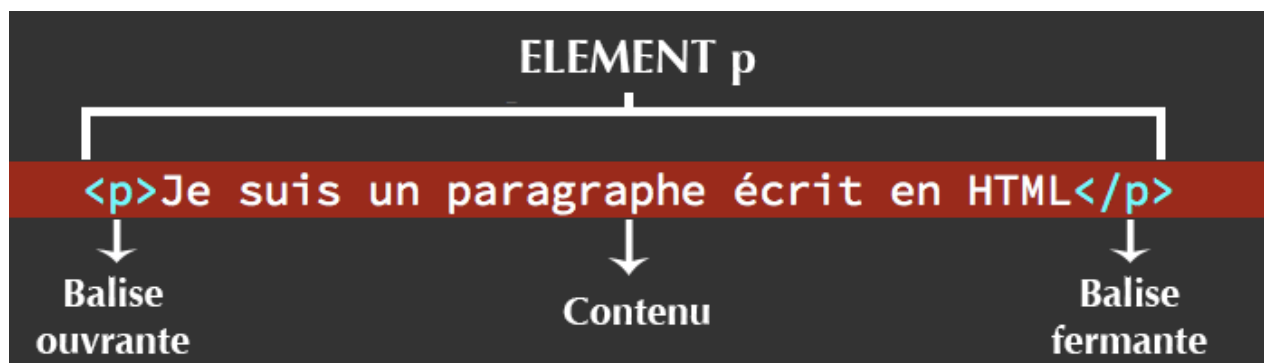 ELEMENT p
<p>Je suis un paragraphe écrit en HTML</p>
Balise
ouvrante
Contenu
Balise
fermante